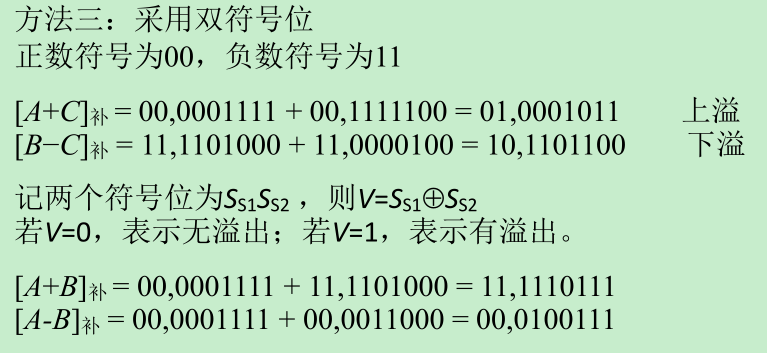 方法三：采用双符号位
正数符号为00，负数符号为11
[A+C]补 = 00,0001111 + 00,1111100 = 01,0001011 上溢
[B−C]补 = 11,1101000 + 11,0000100 = 10,1101100 下溢
记两个符号位为SS1SS2 ，则V=SS1⊕SS2
若V=0，表示无溢出；若V=1，表示有溢出。
[A+B]补 = 00,0001111 + 11,1101000 = 11,1110111
[A-B]补 = 00,0001111 + 00,0011000 = 00,0100111